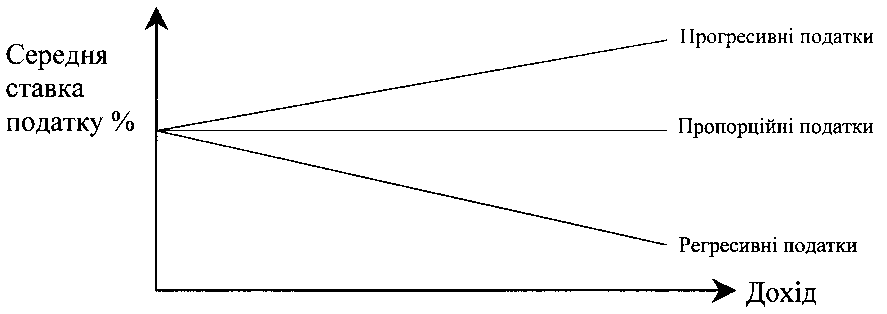 Середня
ставка
податку %
Прогресивні податки
Пропорційні податки
Регресивні податки
Дохід